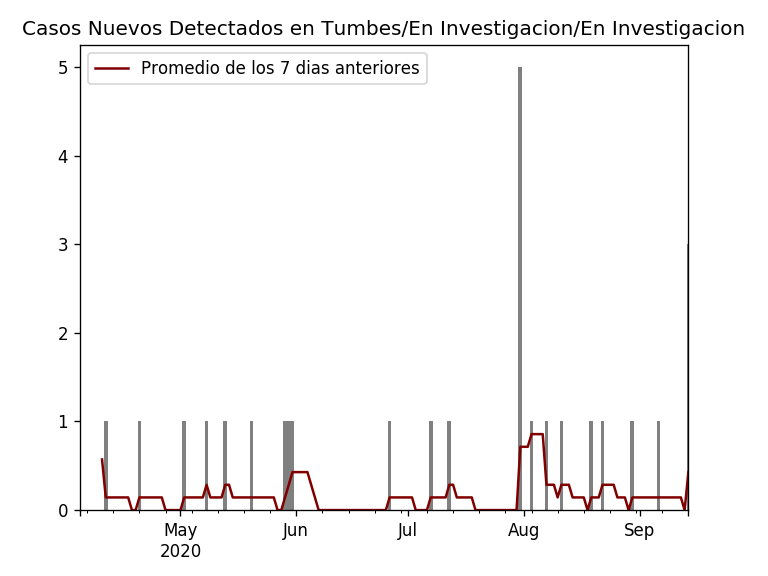 Casos Nuevos Detectados en Tumbes/En Investigacion/En Investigacion
Promedio de los 7 dias anteriores
5
4
3
2
1
0
May
2020
Jun
Jul
Aug
Sep